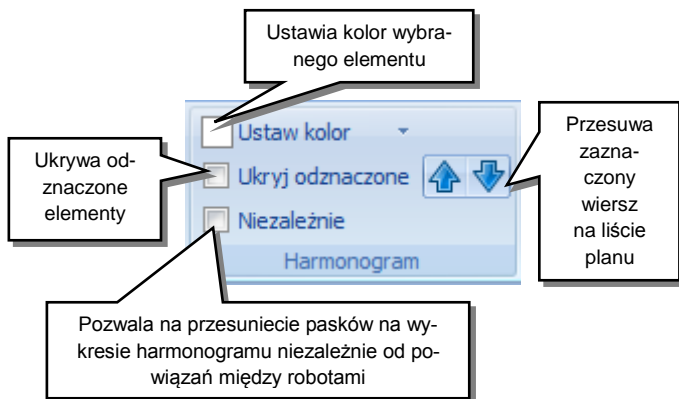 Ustawia kolor wybra-
nego elementu
Ustaw kolor
Ukrywa od-
znaczone
elementy
Ukryj odznaczone
Przesuwa
zazna-
czony
wiersz
na liście
planu
Niezależnie
Harmonogram
Pozwala na przesuniecie pasków na wy-
kresie harmonogramu niezależnie od po-
wiązań między robotami